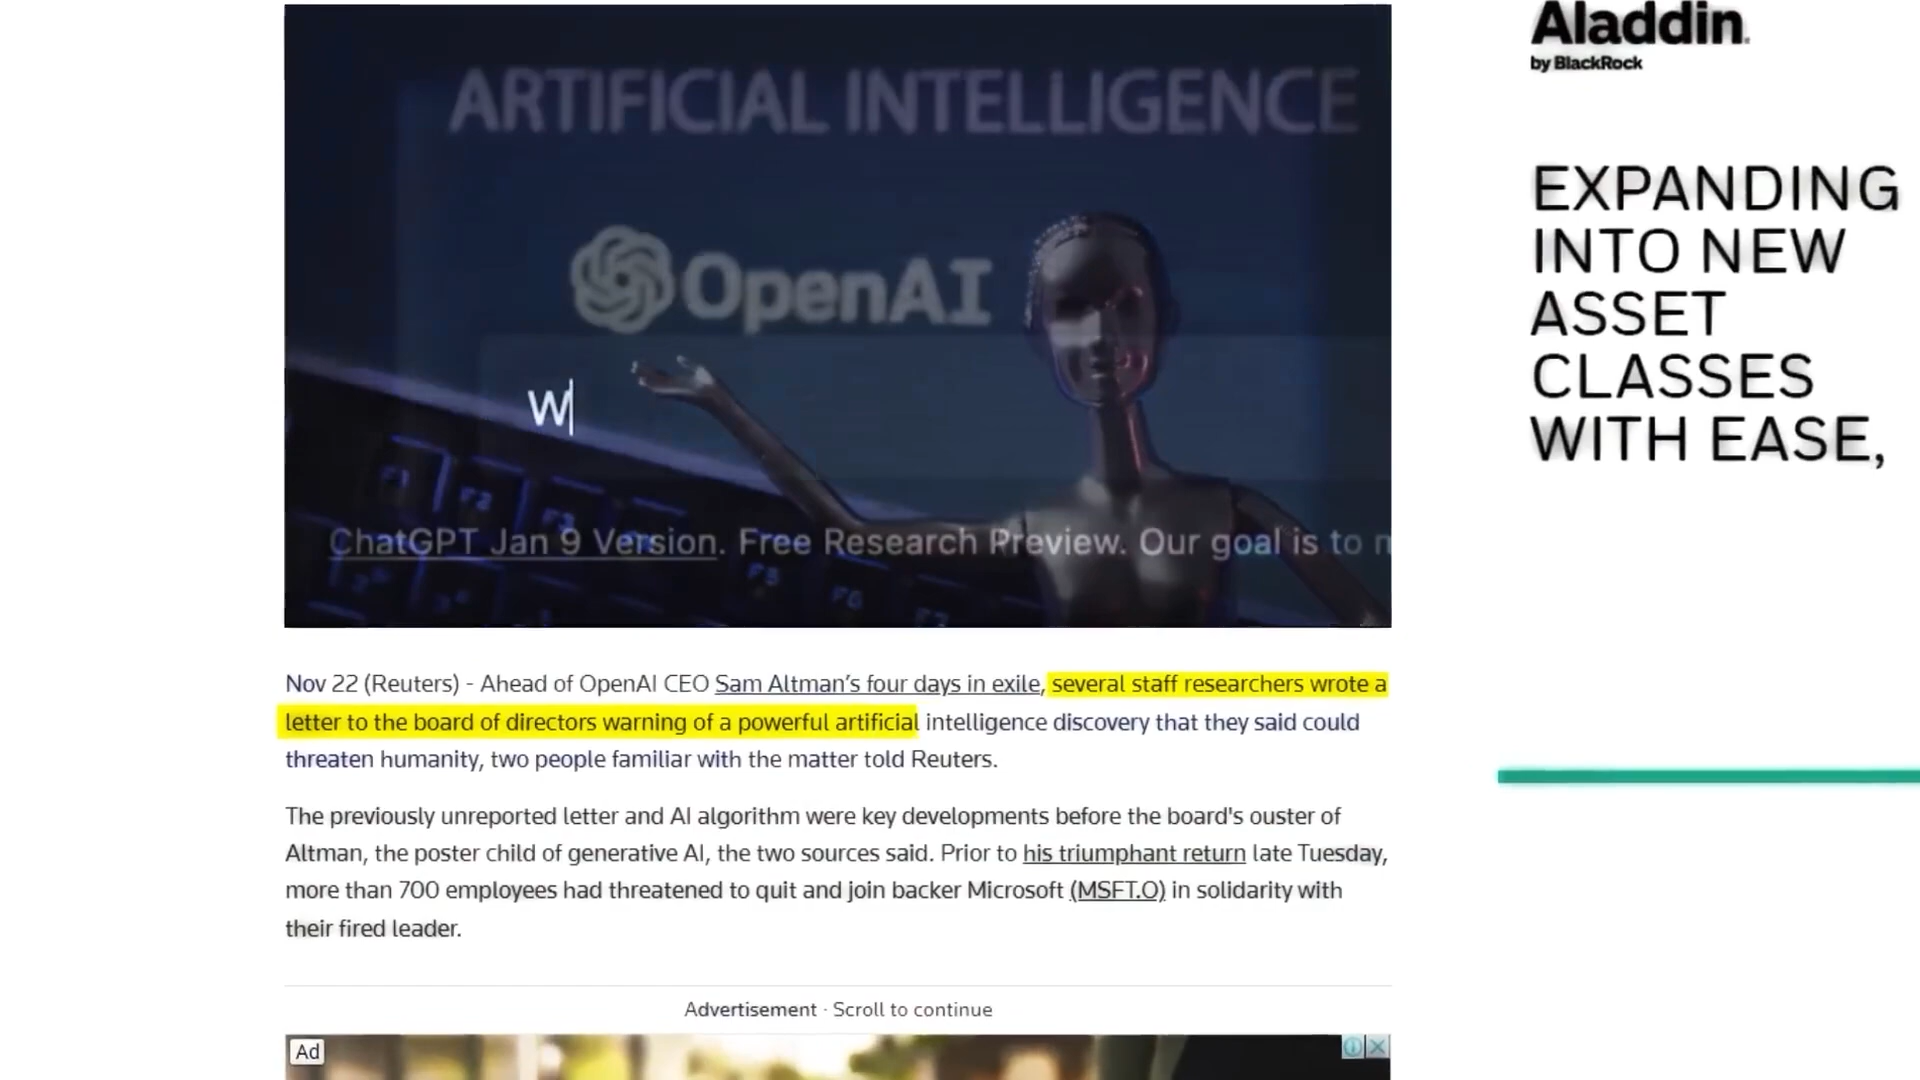 ARTIFICIAL INTELLIGENCE
OpenAI
W
F1
F2
F3
F5
F6
F7
ChatGPT Jan 9 Version. Free Research Preview. Our goal is to
Nov 22 (Reuters) - Ahead of OpenAI CEO Sam Altman's four days in exile, several staff researchers wrote a
letter to the board of directors warning of a powerful artificial intelligence discovery that they said could
threaten humanity, two people familiar with the matter told Reuters.
The previously unreported letter and AI algorithm were key developments before the board's ouster of
Altman, the poster child of generative AI, the two sources said. Prior to his triumphant return late Tuesday,
more than 700 employees had threatened to quit and join backer Microsoft (MSFT.O) in solidarity with
their fired leader.
Advertisement · Scroll to continue
Ad
Aladdin.
by BlackRock
EXPANDING
INTO NEW
ASSET
CLASSES
WITH EASE,